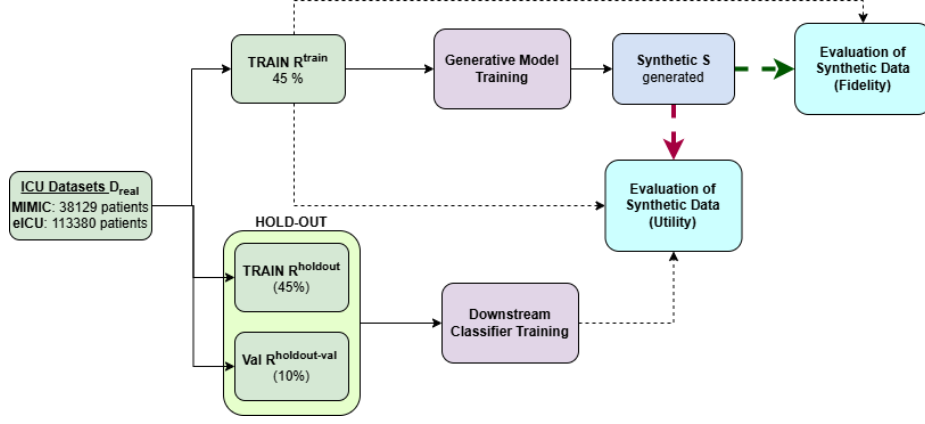 TRAIN R^train
45 %
Generative Model
Training
Synthetic S
generated
Evaluation of
Synthetic Data
(Fidelity)
ICU Datasets D_real
MIMIC: 38129 patients
eICU: 113380 patients
Evaluation of
Synthetic Data
(Utility)
HOLD-OUT
TRAIN R^holdout
(45%)
Val R^holdout-val
(10%)
Downstream
Classifier Training